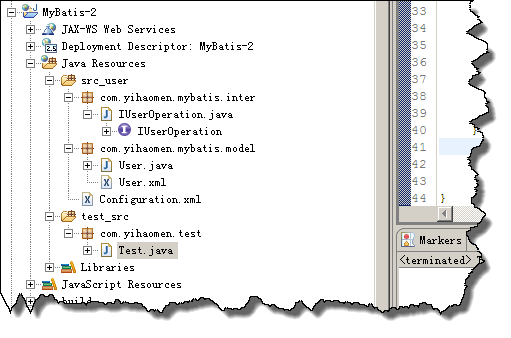 MyBatis-2
JAX-WS Web Services
Deployment Descriptor: MyBatis-2
Java Resources
src_user
com.yihaomen.mybatis.inter
IUserOperation.java
IUserOperation
com.yihaomen.mybatis.model
User.java
User.xml
Configuration.xml
test_src
com.yihaomen.test
Test.java
Libraries
JavaScript Resources
build
33
34
35
36
37
38
39
40 }
41
42
43
44 }
Markers
<terminated>